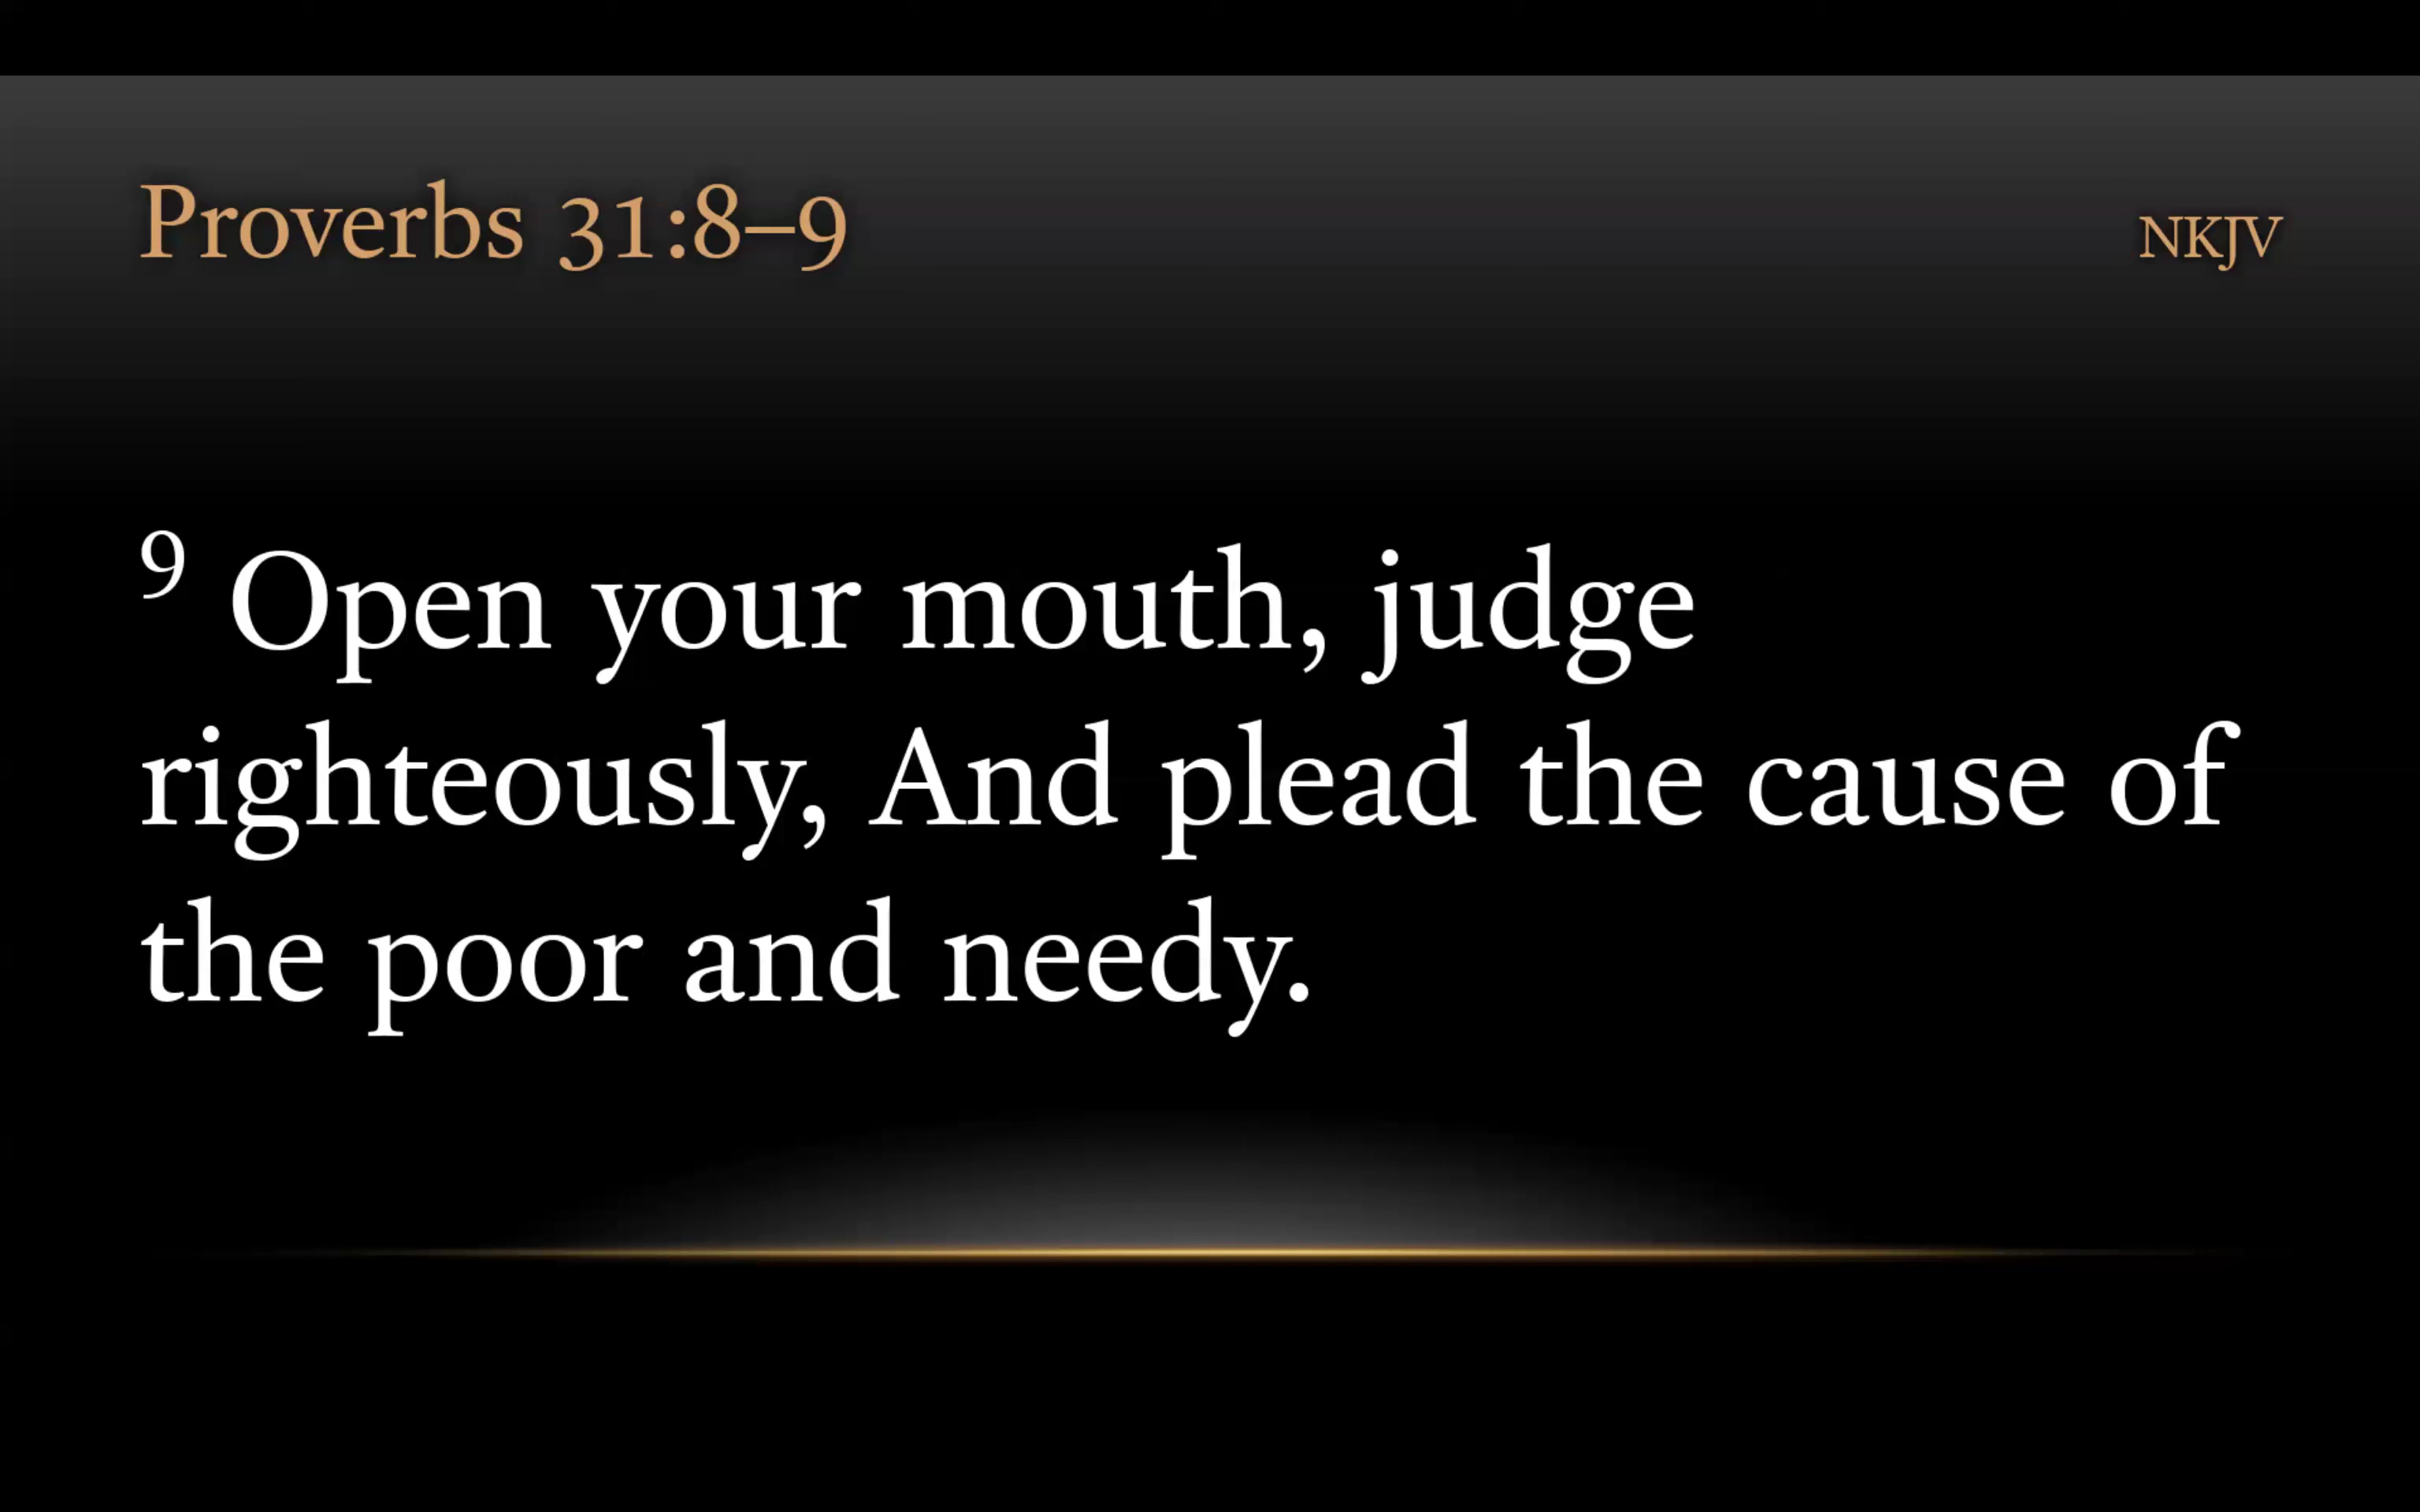 Proverbs 31:8–9 NKJV
9 Open your mouth, judge
righteously, And plead the cause of
the poor and needy.